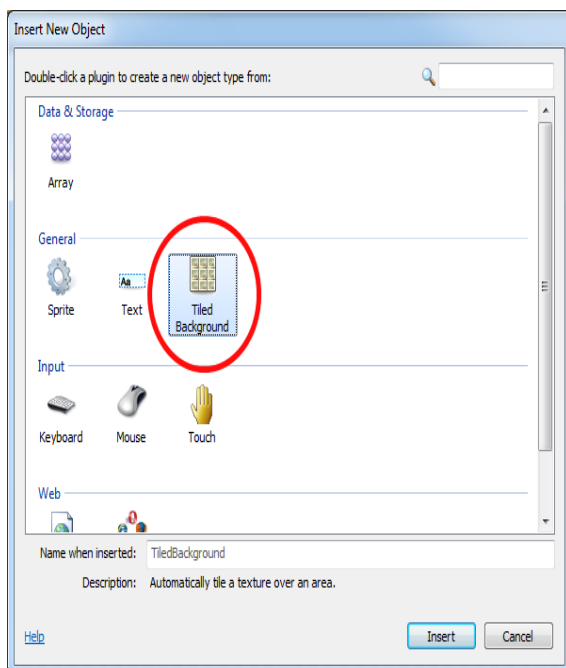 Insert New Object
Double-click a plugin to create a new object type from:
Data & Storage
Array
General
Sprite
Text
Tiled
Background
Input
Keyboard
Mouse
Touch
Web
Name when inserted: TiledBackground
Description: Automatically tile a texture over an area.
Help
Insert
Cancel